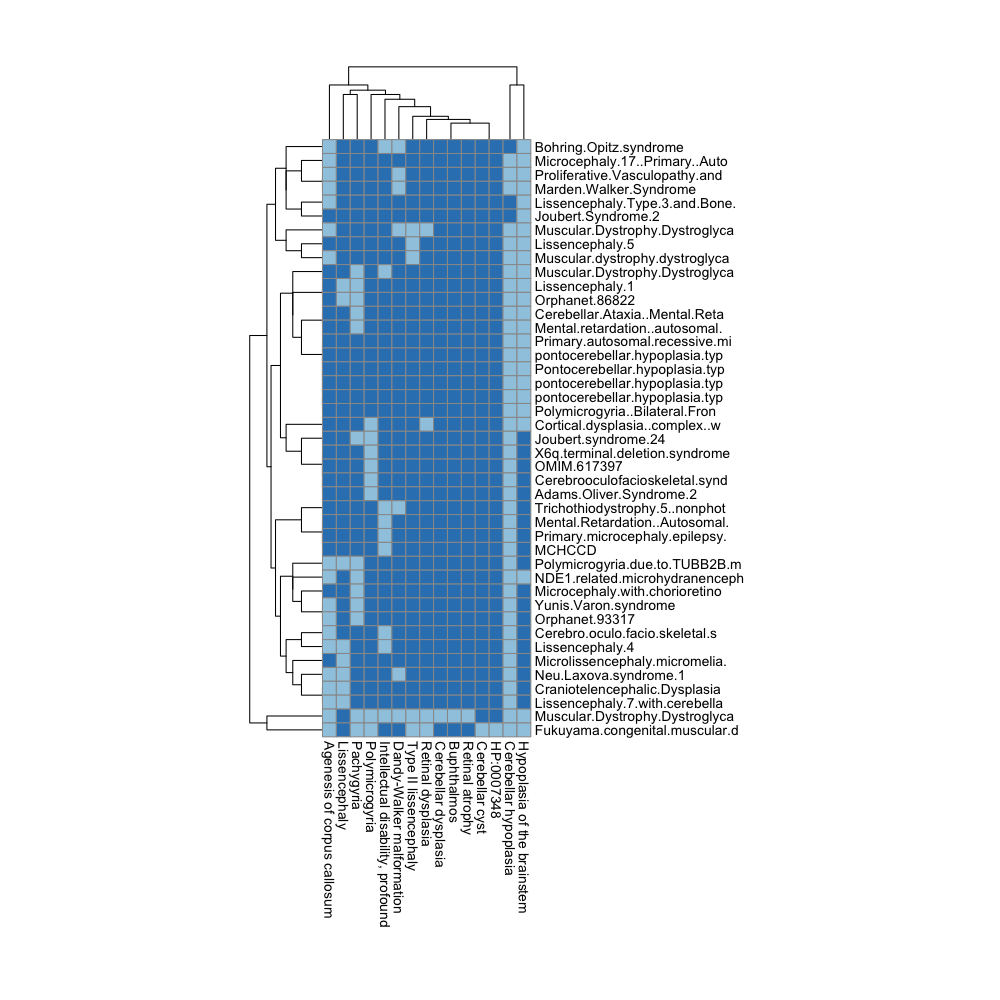 Bohring.Opitz.syndrome
Microcephaly.17..Primary..Auto
Proliferative.Vasculopathy.and
Marden.Walker.Syndrome
Lissencephaly.Type.3.and.Bone.
Joubert.Syndrome.2
Muscular.Dystrophy.Dystroglyca
Lissencephaly.5
Muscular.dystrophy.dystroglyca
Muscular.Dystrophy.Dystroglyca
Lissencephaly.1
Orphanet.86822
Cerebellar.Ataxia..Mental.Reta
Mental.retardation..autosomal.
Primary.autosomal.recessive.mi
pontocerebellar.hypoplasia.typ
Pontocerebellar.hypoplasia.typ
pontocerebellar.hypoplasia.typ
pontocerebellar.hypoplasia.typ
Polymicrogyria..Bilateral.Fron
Cortical.dysplasia..complex..w
Joubert.syndrome.24
X6q.terminal.deletion.syndrome
OMIM.617397
Cerebrooculofacioskeletal.synd
Adams.Oliver.Syndrome.2
Trichothiodystrophy.5..nonphot
Mental.Retardation..Autosomal.
Primary.microcephaly.epilepsy.
MCHCCD
Polymicrogyria.due.to.TUBB2B.m
NDE1.related.microhydranenceph
Microcephaly.with.chorioretino
Yunis.Varon.syndrome
Orphanet.93317
Cerebro.oculo.facio.skeletal.s
Lissencephaly.4
Microlissencephaly.micromelia.
Neu.Laxova.syndrome.1
Craniotelencephalic.Dysplasia
Lissencephaly.7.with.cerebella
Muscular.Dystrophy.Dystroglyca
Fukuyama.congenital.muscular.d
Agenesis of corpus callosum
Lissencephaly
Pachygyria
Polymicrogyria
Intellectual disability, profound
Dandy-Walker malformation
Type II lissencephaly
Retinal dysplasia
Cerebellar dysplasia
Buphthalmos
Retinal atrophy
Cerebellar cyst
HP:0007348
Cerebellar hypoplasia
Hypoplasia of the brainstem